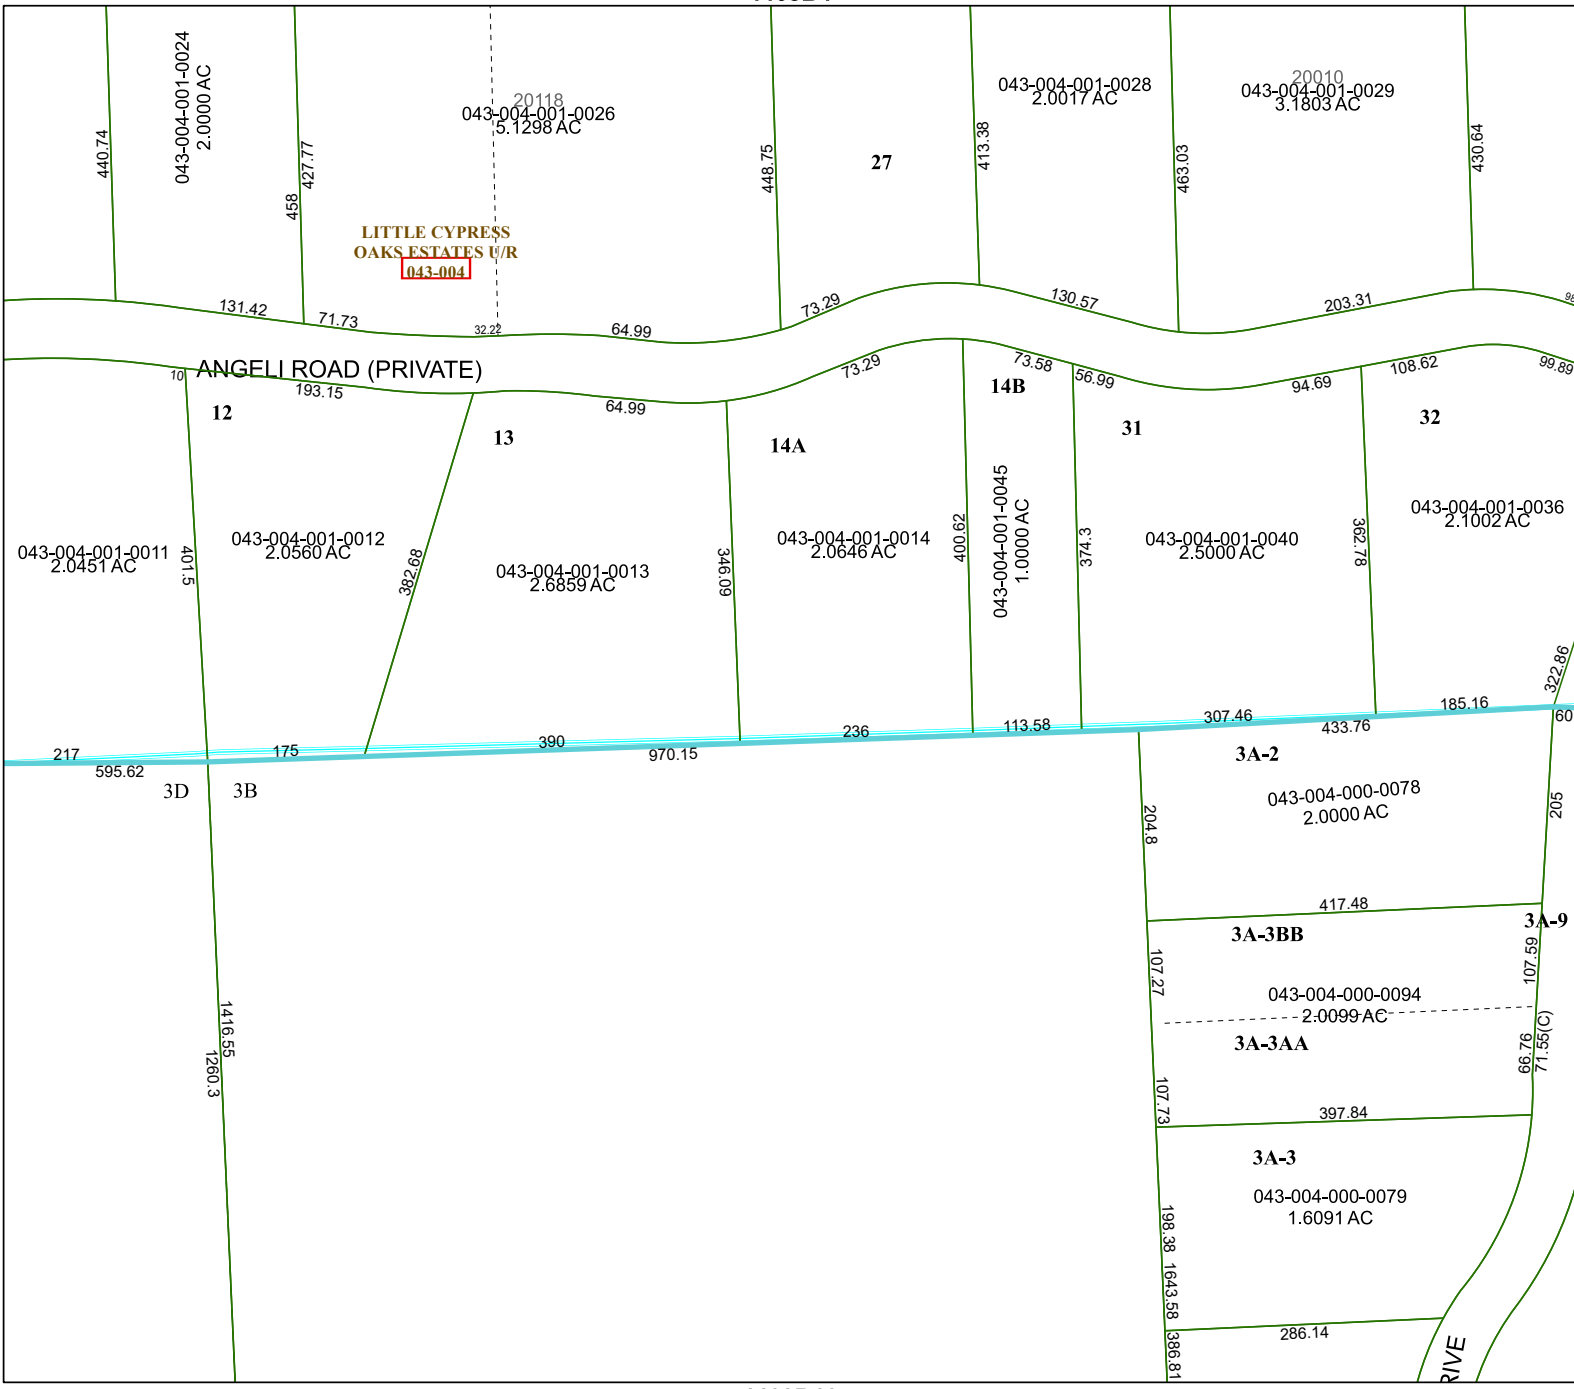 043-004-001-0024
2.0000 AC
20118
043-004-001-0026
5.1298 AC
043-004-001-0028
2.0017 AC
20010
043-004-001-0029
3.1803 AC
440.74
427.77
458
448.75
27
413.38
463.03
430.64
LITTLE CYPRESS
OAKS ESTATES U/R
043-004
131.42
71.73
32.22
64.99
73.29
130.57
203.31
ANGELI ROAD (PRIVATE)
10
193.15
64.99
73.29
73.58
56.99
94.69
108.62
99.89
12
13
14A
14B
31
32
043-004-001-0011
2.0451 AC
401.5
043-004-001-0012
2.0560 AC
382.68
043-004-001-0013
2.6859 AC
346.09
043-004-001-0014
2.0646 AC
400.62
043-004-001-0045
1.0000 AC
374.3
043-004-001-0040
2.5000 AC
362.78
043-004-001-0036
2.1002 AC
322.86
217
595.62
175
390
970.15
236
113.58
307.46
433.76
185.16
60
3D
3B
3A-2
043-004-000-0078
2.0000 AC
204.8
205
417.48
3A-3BB
3A-9
107.27
107.59
043-004-000-0094
2.0099 AC
3A-3AA
66.76
71.55(C)
1416.55
1260.3
107.73
397.84
3A-3
043-004-000-0079
1.6091 AC
198.38
1643.58
286.14
386.81
RIVE